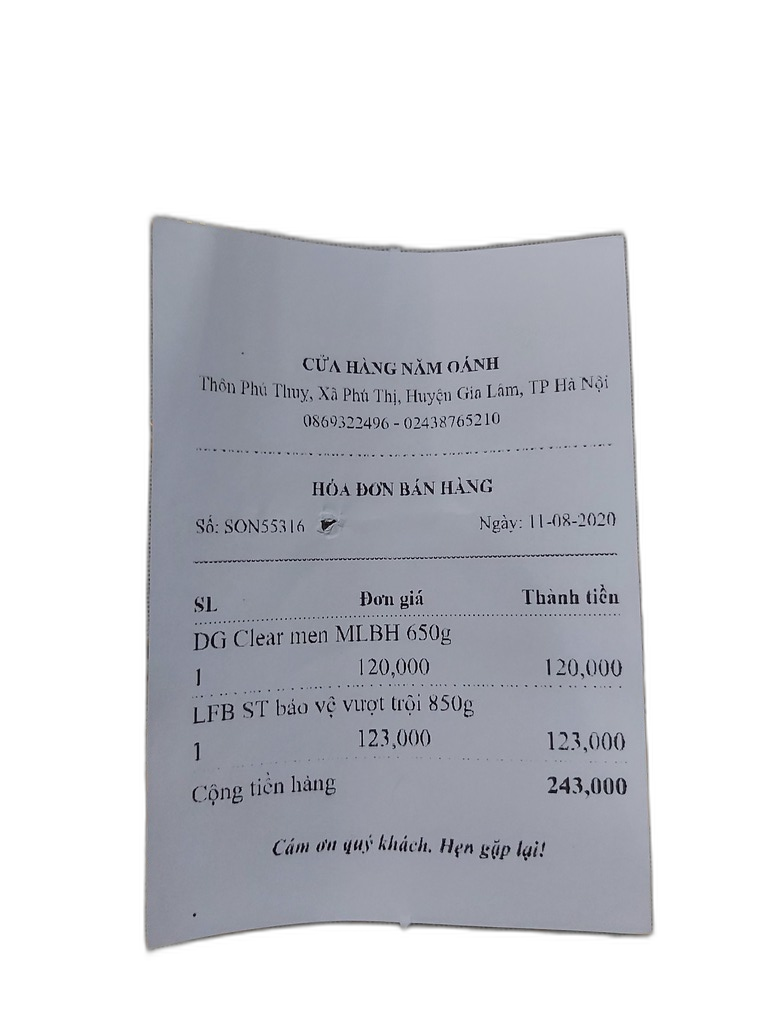 CỬA HÀNG NĂM OÁNH
Thôn Phú Thuỵ, Xã Phú Thị, Huyện Gia Lâm, TP Hà Nội
0869322496 - 02438765210
HÓA ĐƠN BÁN HÀNG
Số: SON55316 Ngày: 11-08-2020
SL Đơn giá Thành tiền
DG Clear men MLBH 650g
1 120,000 120,000
LFB ST bảo vệ vượt trội 850g
1 123,000 123,000
Cộng tiền hàng 243,000
Cám ơn quý khách. Hẹn gặp lại!